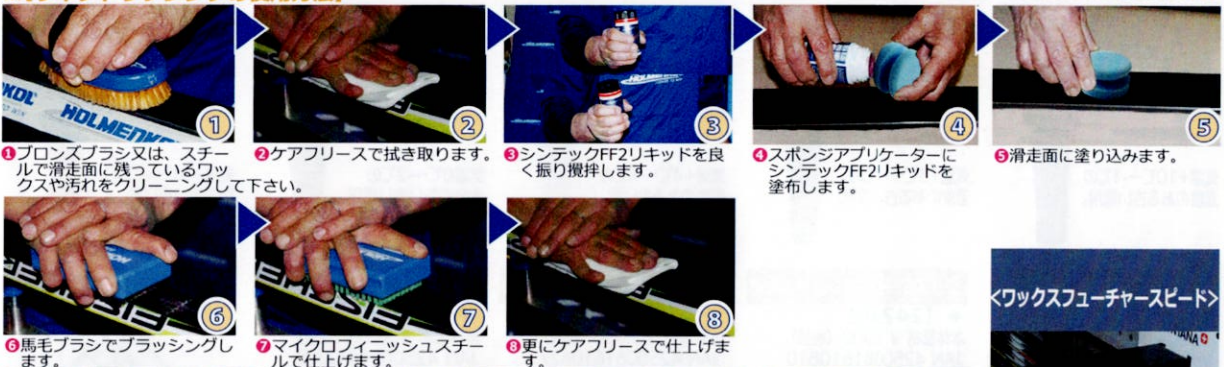 HOLMENKOL
①
②
HOLMENKOL
③
④
⑤
❶ブロンズブラシ又は、スチー
ルで滑走面に残っているワッ
クスや汚れをクリーニングして下さい。
❷ケアフリースで拭き取ります。
❸シンテックFF2リキッドを良
く振り攪拌します。
❹スポンジアプリケーターに
シンテックFF2リキッドを
塗布します。
❺滑走面に塗り込みます。
⑥
⑦
⑧
❻馬毛ブラシでブラッシングし
ます。
❼マイクロフィニッシュスチー
ルで仕上げます。
❽更にケアフリースで仕上げま
す。
<ワックスフューチャースピード>